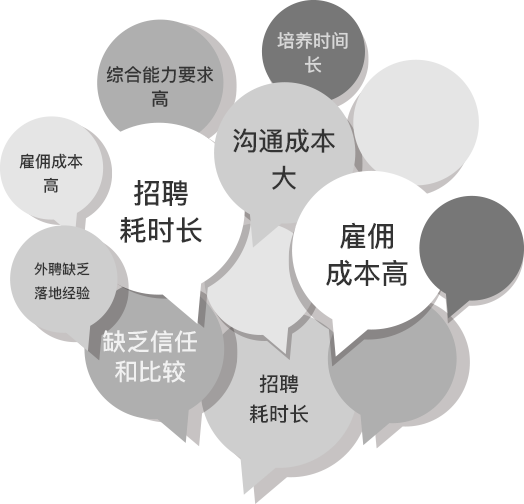 培养时间
长
综合能力要求
高
沟通成本
大
雇佣成本
高
招聘
耗时长
雇佣
成本高
外聘缺乏
落地经验
缺乏信任
和比较
招聘
耗时长